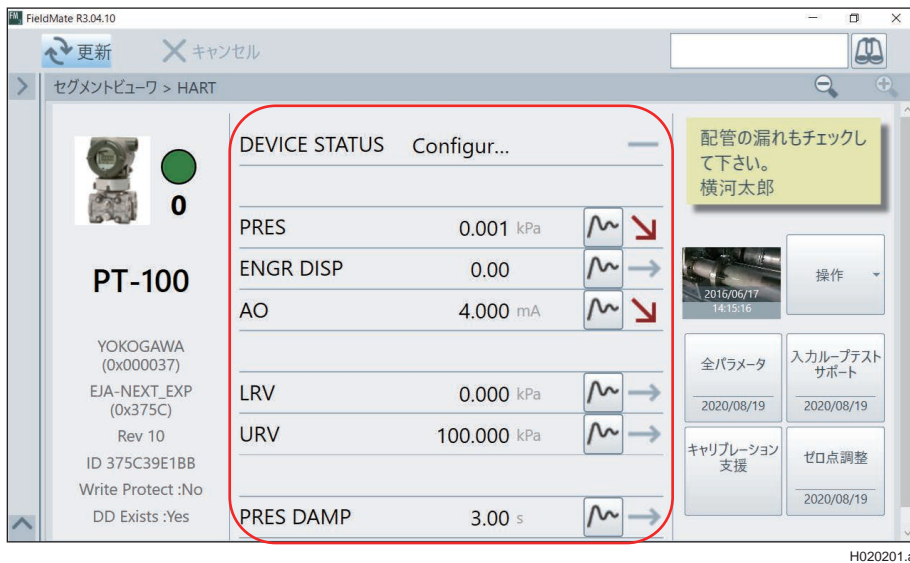 FieldMate R3.04.10
更新
キャンセル
セグメントビューワ > HART
0
PT-100
YOKOGAWA
(0x000037)
EJA-NEXT_EXP
(0x375C)
Rev 10
ID 375C39E1BB
Write Protect :No
DD Exists :Yes
DEVICE STATUS Configur...
PRES 0.001 kPa
ENGR DISP 0.00
AO 4.000 mA
LRV 0.000 kPa
URV 100.000 kPa
PRES DAMP 3.00 s
配管の漏れもチェックし
て下さい。
横河太郎
2016/06/17
14:15:16
操作
全パラメータ
2020/08/19
入力ループテスト
サポート
2020/08/19
キャリブレーション
支援
ゼロ点調整
2020/08/19